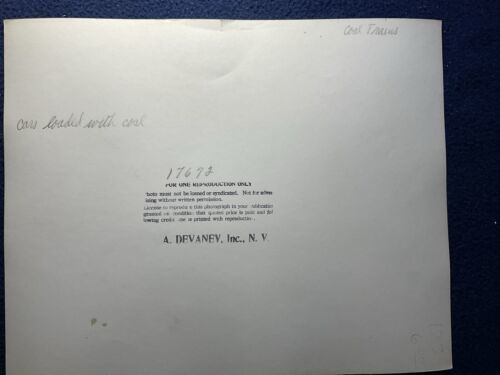 Coal Trains
cars loaded with coal
17672
FOR ONE REPRODUCTION ONLY
hoto must not be loaned or syndicated. Not for adver
ising without written permission.
License to reproduce this photograph in your publication
granted on condition that quoted price is paid and fol
lowing credit line is printed with reproduction.
A. DEVANEY, Inc., N. Y.